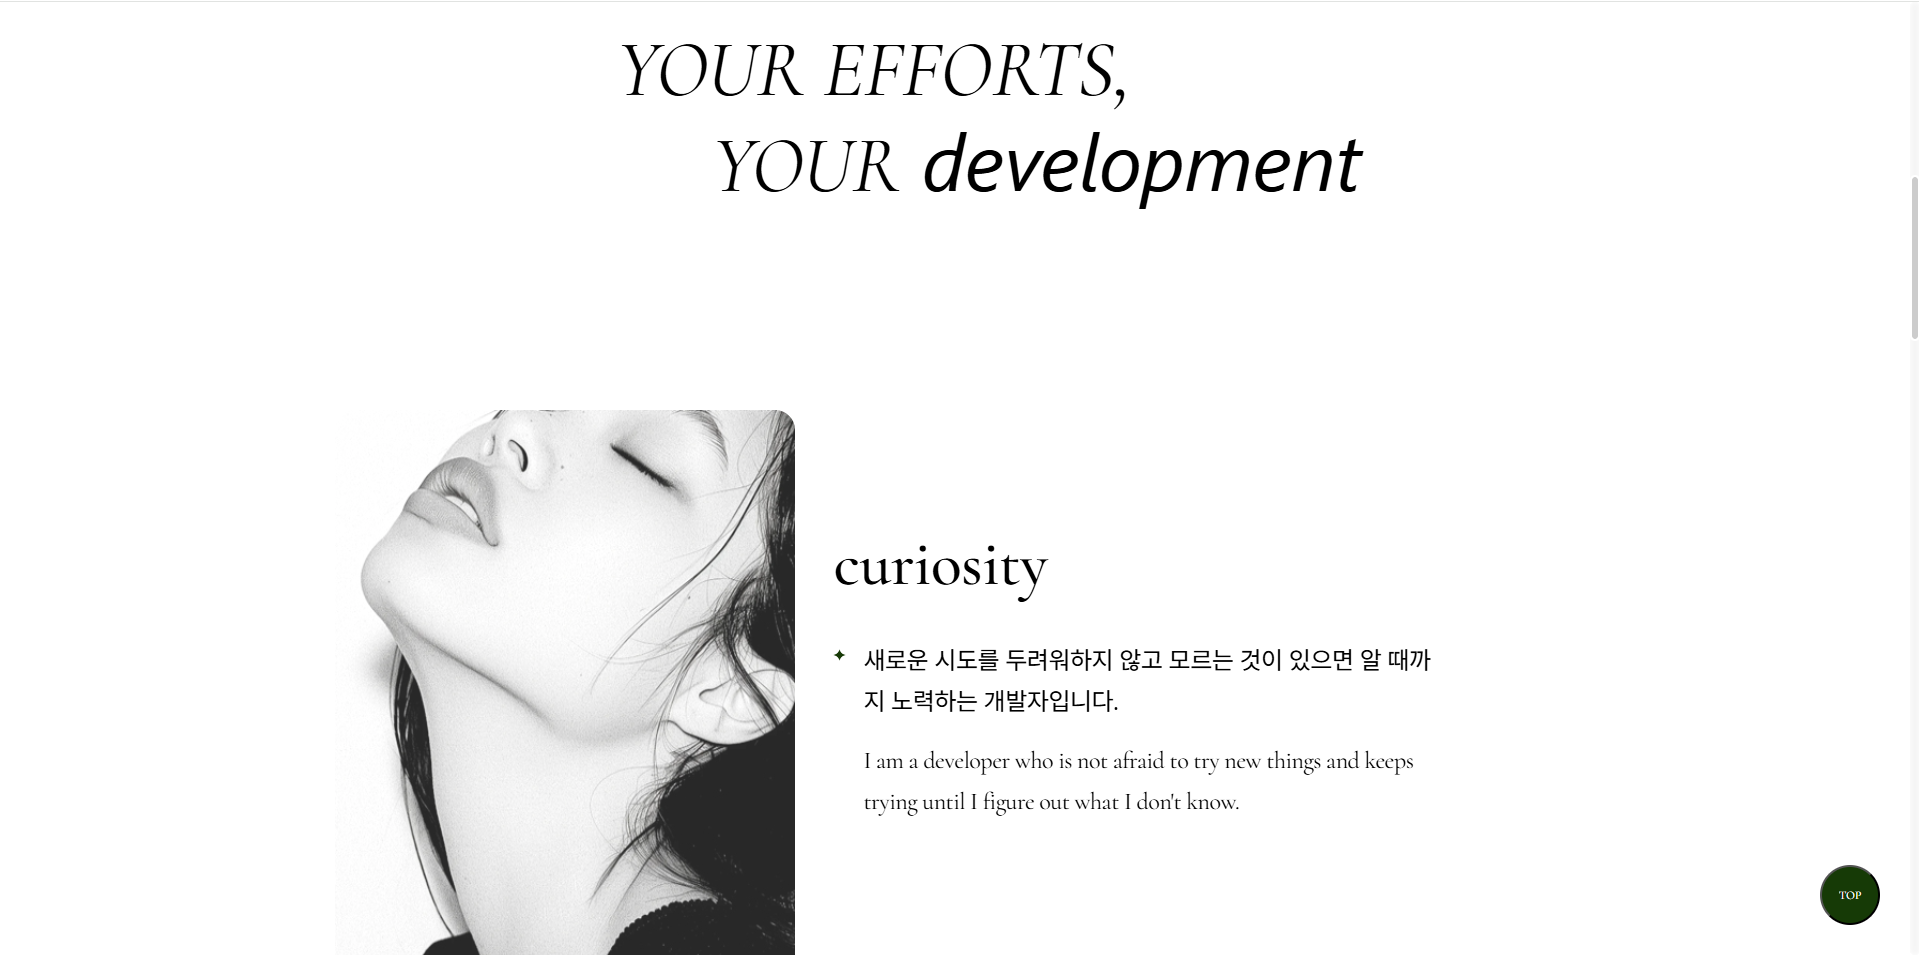 YOUR EFFORTS,
YOUR development
curiosity
새로운 시도를 두려워하지 않고 모르는 것이 있으면 알 때까
지 노력하는 개발자입니다.
I am a developer who is not afraid to try new things and keeps
trying until I figure out what I don't know.
TOP